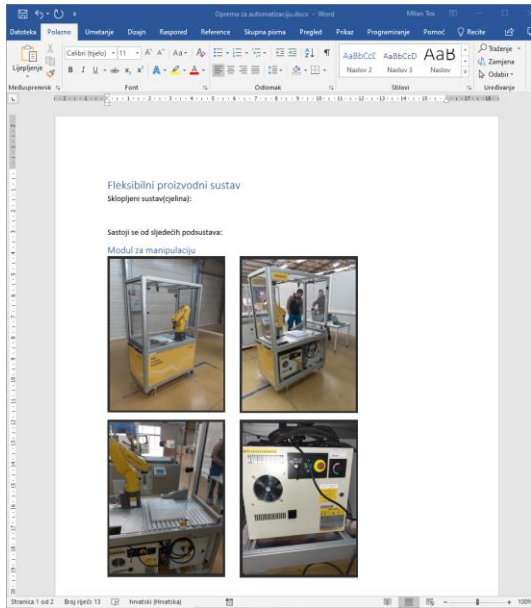 Oprema za automatizaciju.docx - Word
Milan Tes
Datoteka Polazno Umetanje Dizajn Raspored Reference Skupna pisma Pregled Prikaz Programiranje Pomoć Recite
Lijepljenje
Calibri (tijelo) 11
AaBbCcC AaBbCcD AaB
Naslov 2 Naslov 3 Naslov
Traženje
Zamjena
Odabir
Međuspremnik Font Odlomak Stilovi Uređivanje
Fleksibilni proizvodni sustav
Sklopljeni sustav(cjelina):
Sastoji se od sljedećih podsustava:
Modul za manipulaciju
Stranica 1 od 2 Broj riječi: 13 hrvatski (Hrvatska) 100%